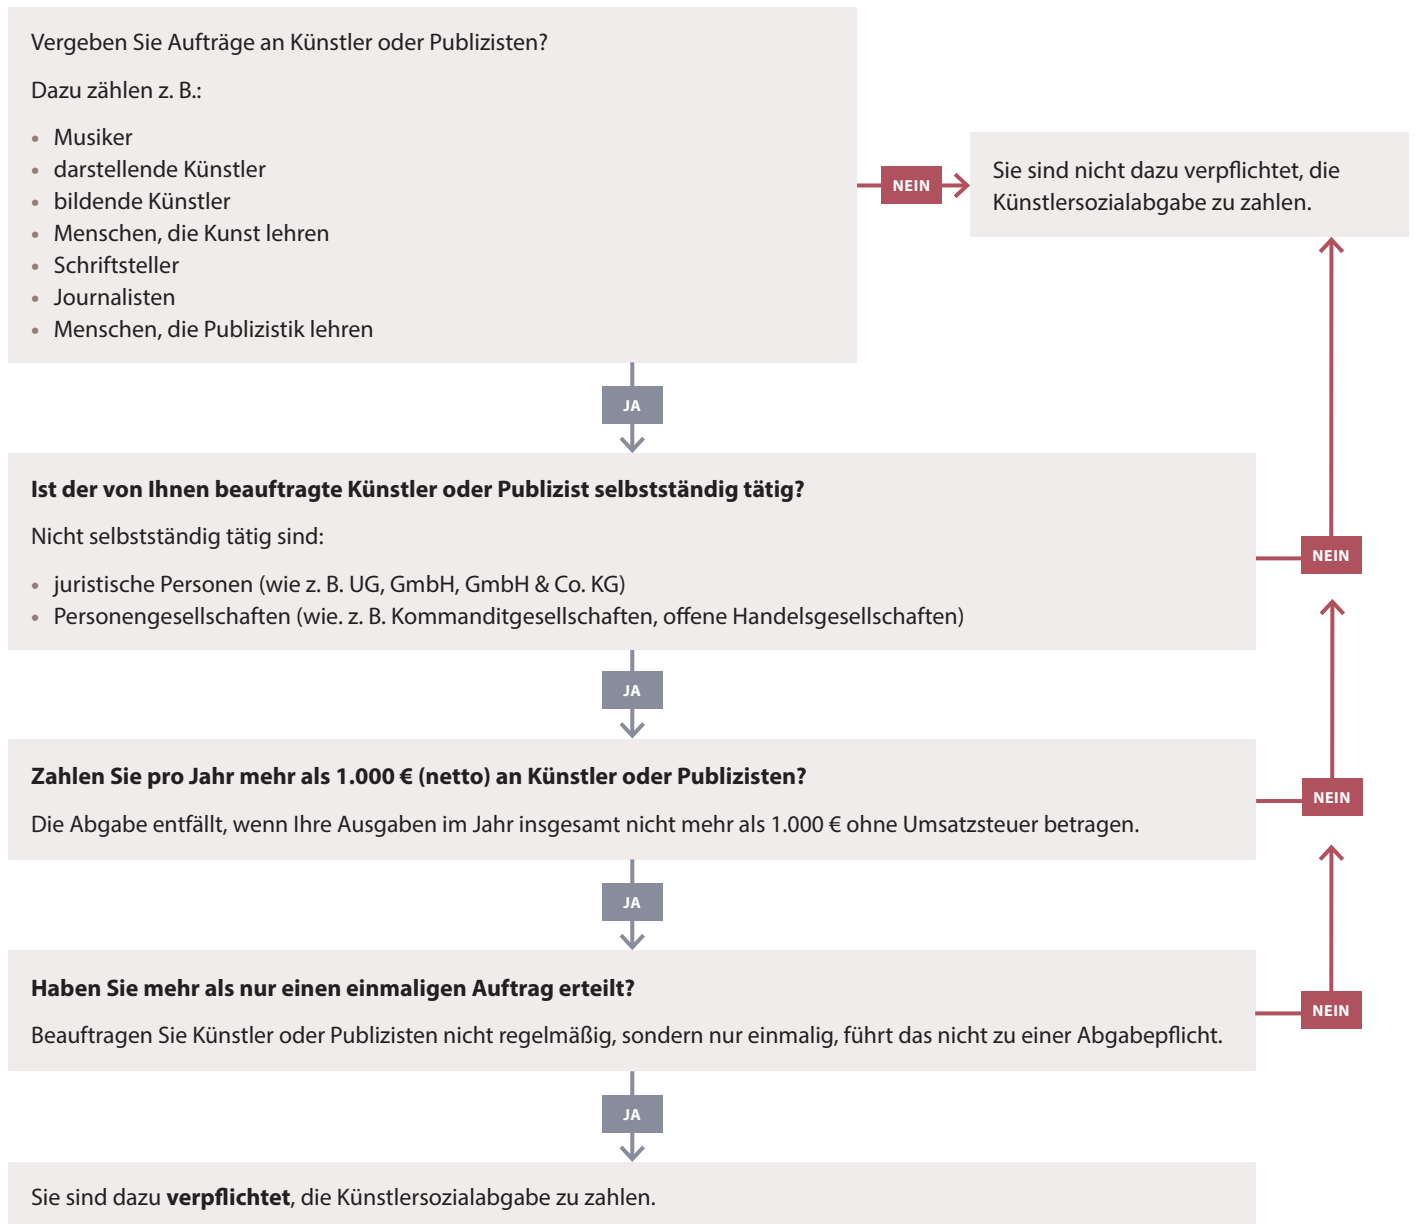 Vergeben Sie Aufträge an Künstler oder Publizisten?
Dazu zählen z. B.:
• Musiker
• darstellende Künstler
• bildende Künstler
• Menschen, die Kunst lehren
• Schriftsteller
• Journalisten
• Menschen, die Publizistik lehren
NEIN
Sie sind nicht dazu verpflichtet, die
Künstlersozialabgabe zu zahlen.
JA
Ist der von Ihnen beauftragte Künstler oder Publizist selbstständig tätig?
Nicht selbstständig tätig sind:
• juristische Personen (wie z. B. UG, GmbH, GmbH & Co. KG)
• Personengesellschaften (wie. z. B. Kommanditgesellschaften, offene Handelsgesellschaften)
NEIN
JA
Zahlen Sie pro Jahr mehr als 1.000 € (netto) an Künstler oder Publizisten?
Die Abgabe entfällt, wenn Ihre Ausgaben im Jahr insgesamt nicht mehr als 1.000 € ohne Umsatzsteuer betragen.
NEIN
JA
Haben Sie mehr als nur einen einmaligen Auftrag erteilt?
Beauftragen Sie Künstler oder Publizisten nicht regelmäßig, sondern nur einmalig, führt das nicht zu einer Abgabepflicht.
NEIN
JA
Sie sind dazu verpflichtet, die Künstlersozialabgabe zu zahlen.